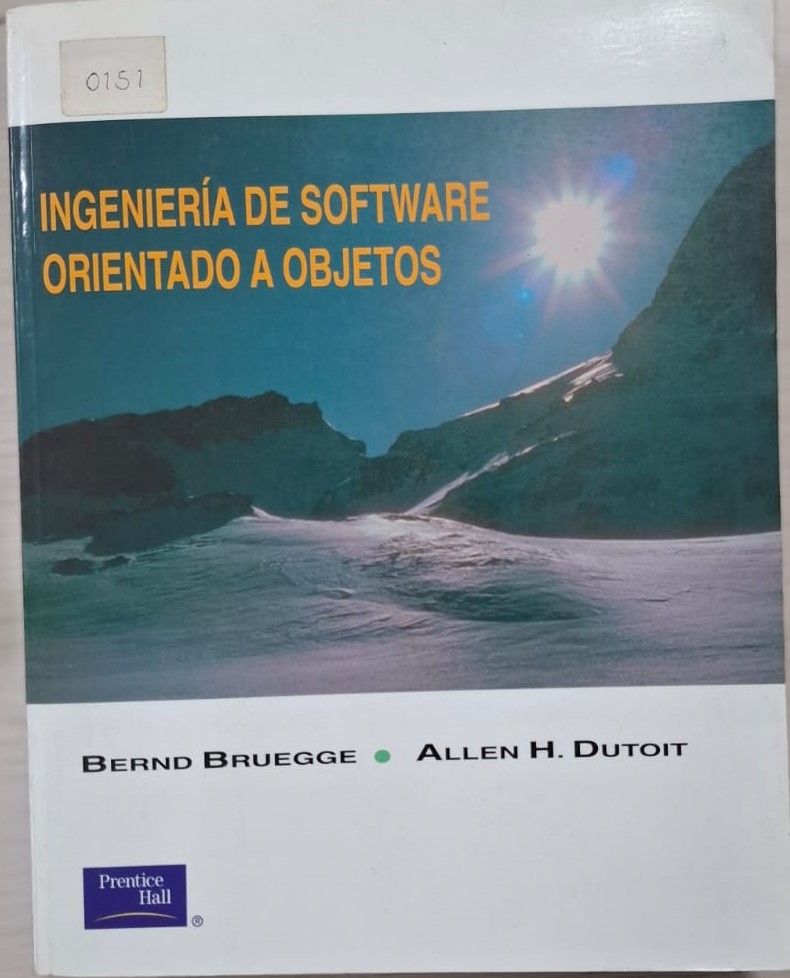 0151
INGENIERÍA DE SOFTWARE
ORIENTADO A OBJETOS
BERND BRUEGGE ● ALLEN H. DUTOIT
Prentice
Hall
®